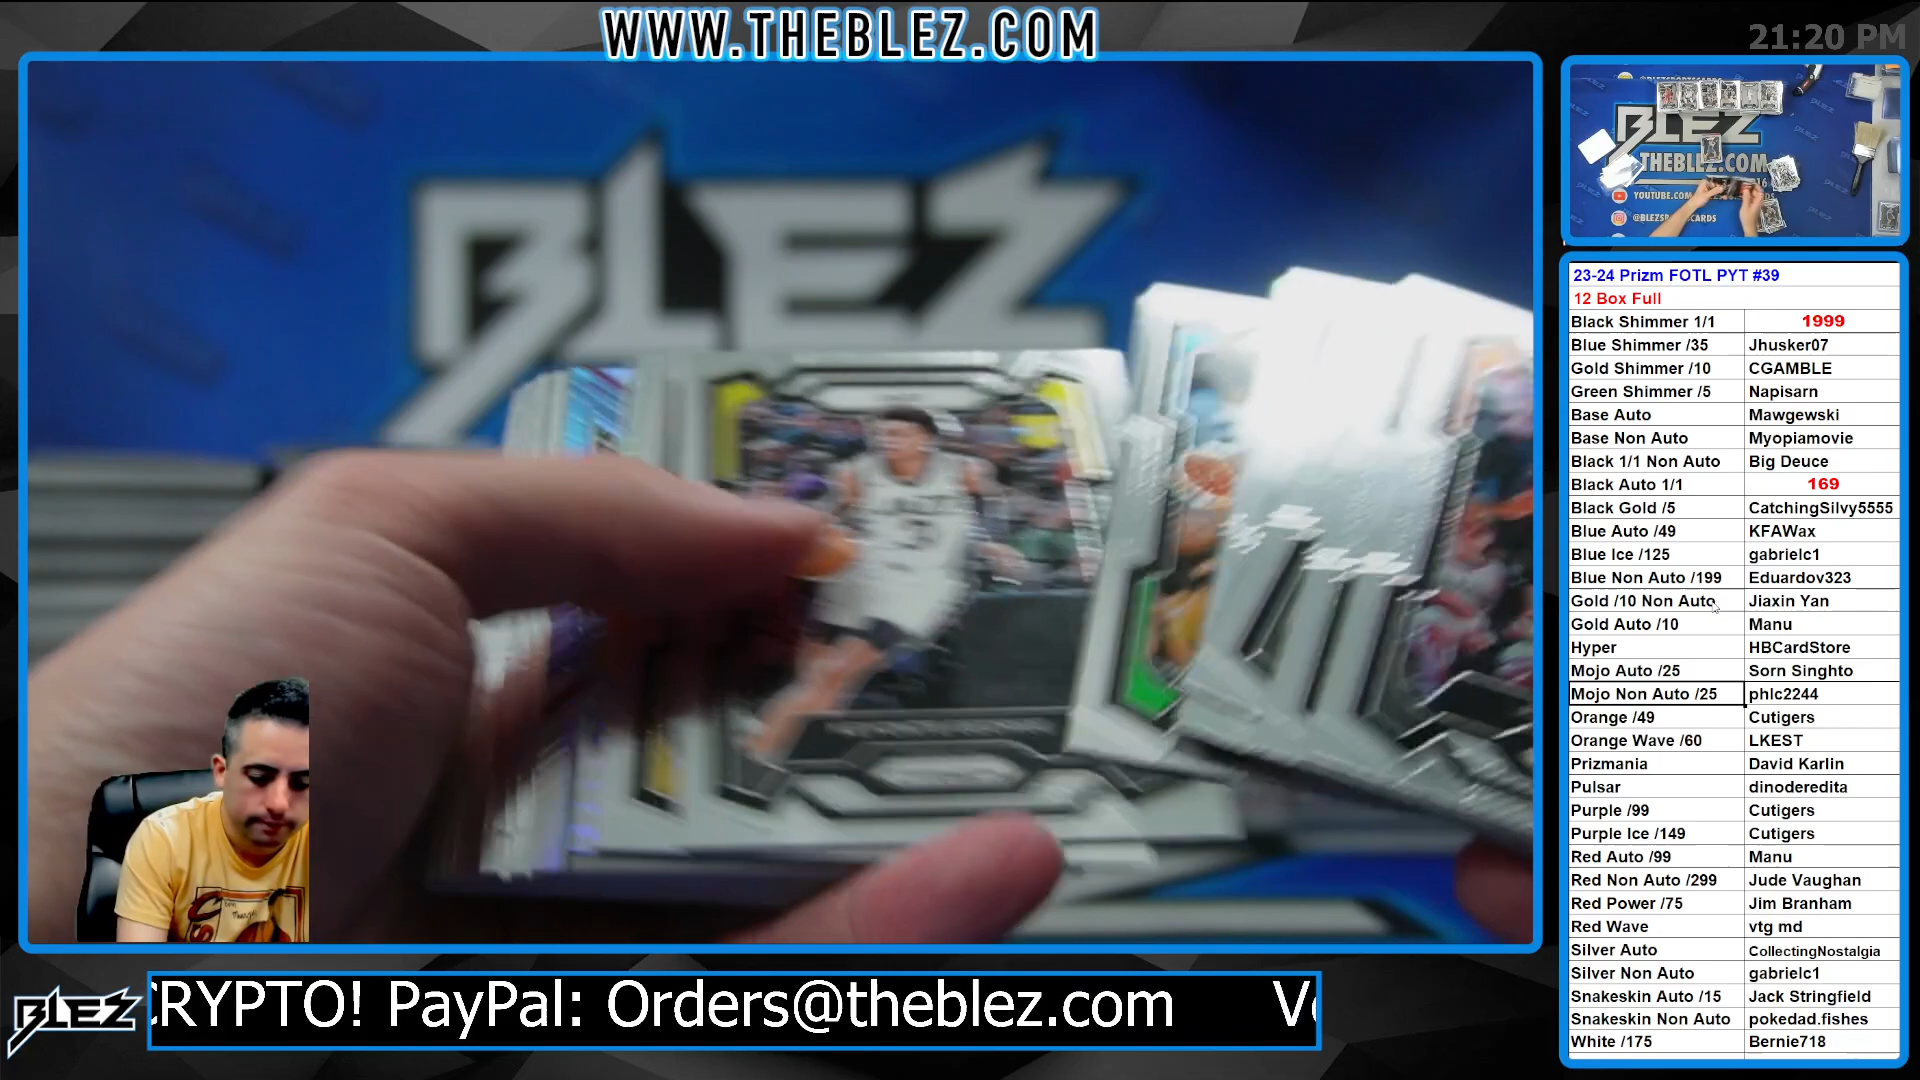 WWW.THEBLEZ.COM
21:20 PM
BLEZ
BLEZ
THEBLEZ.COM
YOUTUBE.COM
@BLEZSPORTSCARDS
23-24 Prizm FOTL PYT #39
12 Box Full
Black Shimmer 1/1 1999
Blue Shimmer /35 Jhusker07
Gold Shimmer /10 CGAMBLE
Green Shimmer /5 Napisarn
Base Auto Mawgewski
Base Non Auto Myopiamovie
Black 1/1 Non Auto Big Deuce
Black Auto 1/1 169
Black Gold /5 CatchingSilvy5555
Blue Auto /49 KFAWax
Blue Ice /125 gabrielc1
Blue Non Auto /199 Eduardov323
Gold /10 Non Auto Jiaxin Yan
Gold Auto /10 Manu
Hyper HBCardStore
Mojo Auto /25 Sorn Singhto
Mojo Non Auto /25 phlc2244
Orange /49 Cutigers
Orange Wave /60 LKEST
Prizmania David Karlin
Pulsar dinoderedita
Purple /99 Cutigers
Purple Ice /149 Cutigers
Red Auto /99 Manu
Red Non Auto /299 Jude Vaughan
Red Power /75 Jim Branham
Red Wave vtg md
Silver Auto CollectingNostalgia
Silver Non Auto gabrielc1
Snakeskin Auto /15 Jack Stringfield
Snakeskin Non Auto pokedad.fishes
White /175 Bernie718
BLEZ
CRYPTO! PayPal: Orders@theblez.com